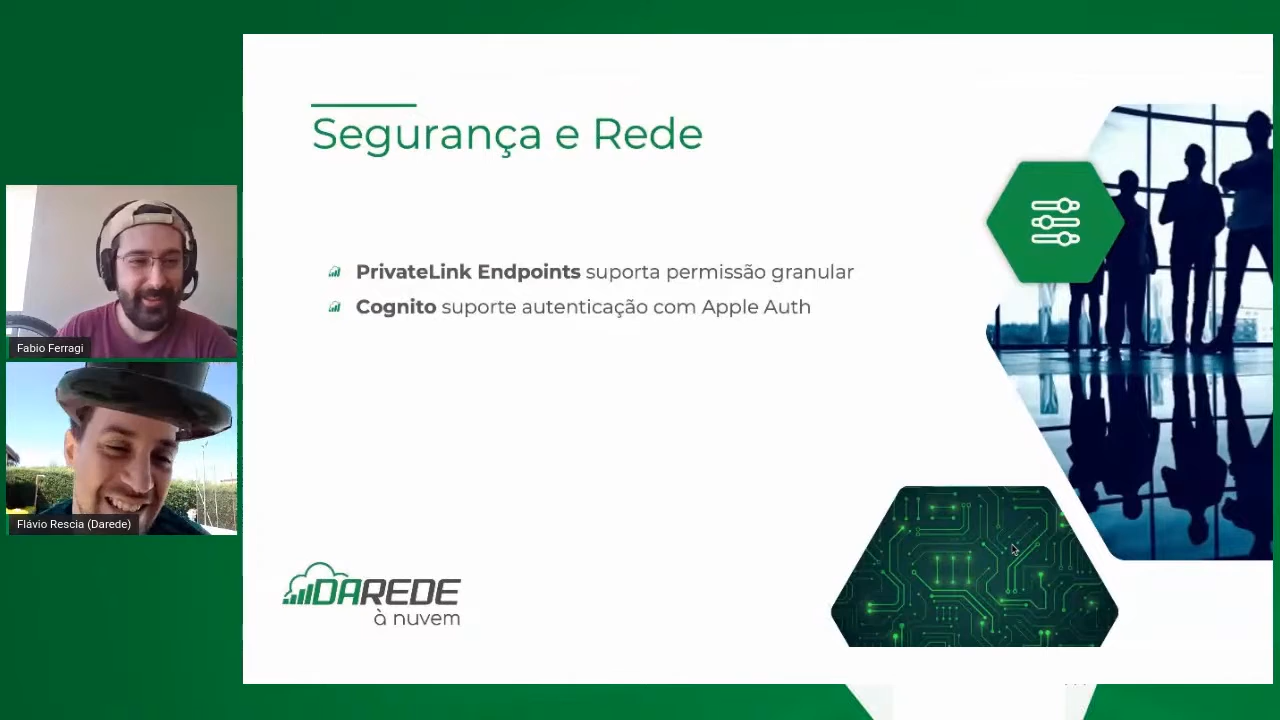 Segurança e Rede
PrivateLink Endpoints suporta permissão granular
Cognito suporte autenticação com Apple Auth
Fabio Ferragi
Flávio Rescia (Darede)
DAREDE
à nuvem